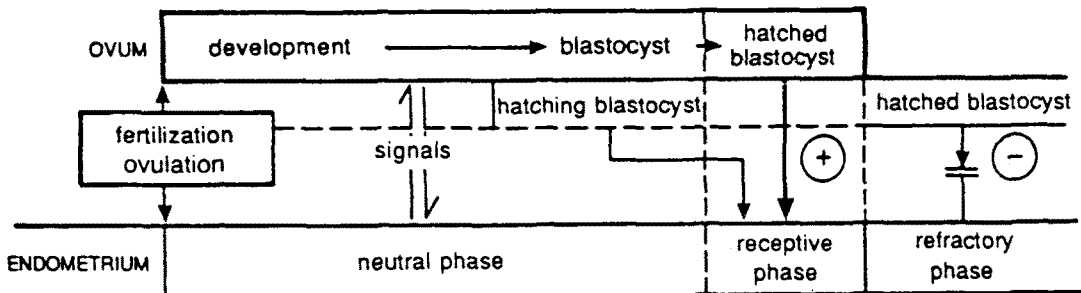 OVUM
development
blastocyst
hatched
blastocyst
hatching blastocyst
hatched blastocyst
fertilization
ovulation
signals
+
−
ENDOMETRIUM
neutral phase
receptive
phase
refractory
phase